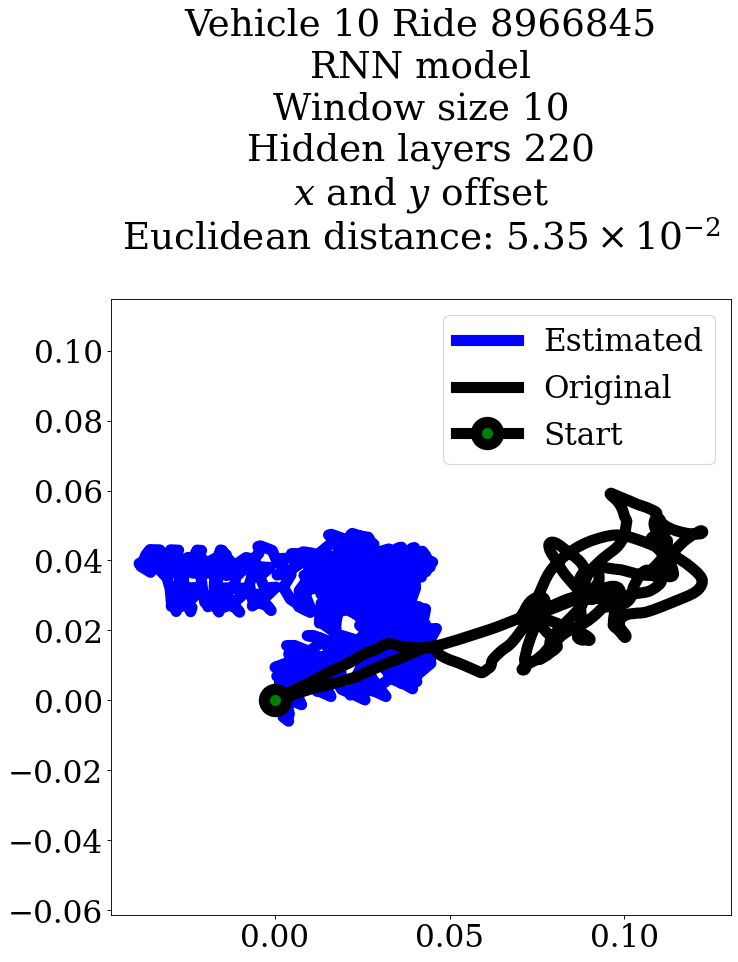 Vehicle 10 Ride 8966845
RNN model
Window size 10
Hidden layers 220
x and y offset
Euclidean distance: 5.35 × 10⁻²
Estimated
Original
Start
0.10
0.08
0.06
0.04
0.02
0.00
−0.02
−0.04
−0.06
0.00 0.05 0.10